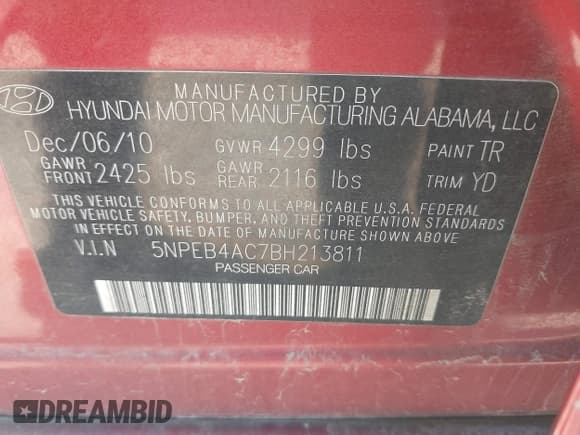 MANUFACTURED BY
HYUNDAI MOTOR MANUFACTURING ALABAMA, LLC
Dec/06/10 GVWR 4299 lbs PAINT TR
GAWR FRONT 2425 lbs GAWR REAR 2116 lbs TRIM YD
THIS VEHICLE CONFORMS TO ALL APPLICABLE U.S.A. FEDERAL
MOTOR VEHICLE SAFETY, BUMPER, AND THEFT PREVENTION STANDARDS
IN EFFECT ON THE DATE OF MANUFACTURE SHOWN ABOVE.
V.I.N 5NPEB4AC7BH213811
PASSENGER CAR
DREAMBID